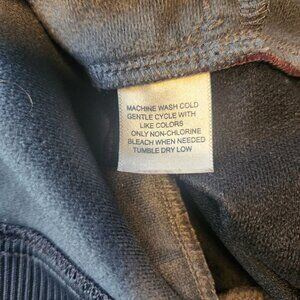 MACHINE WASH COLD
GENTLE CYCLE WITH
LIKE COLORS
ONLY NON-CHLORINE
BLEACH WHEN NEEDED
TUMBLE DRY LOW